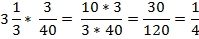 3 1/3 * 3/40 = 10 * 3/3 * 40 = 30/120 = 1/4